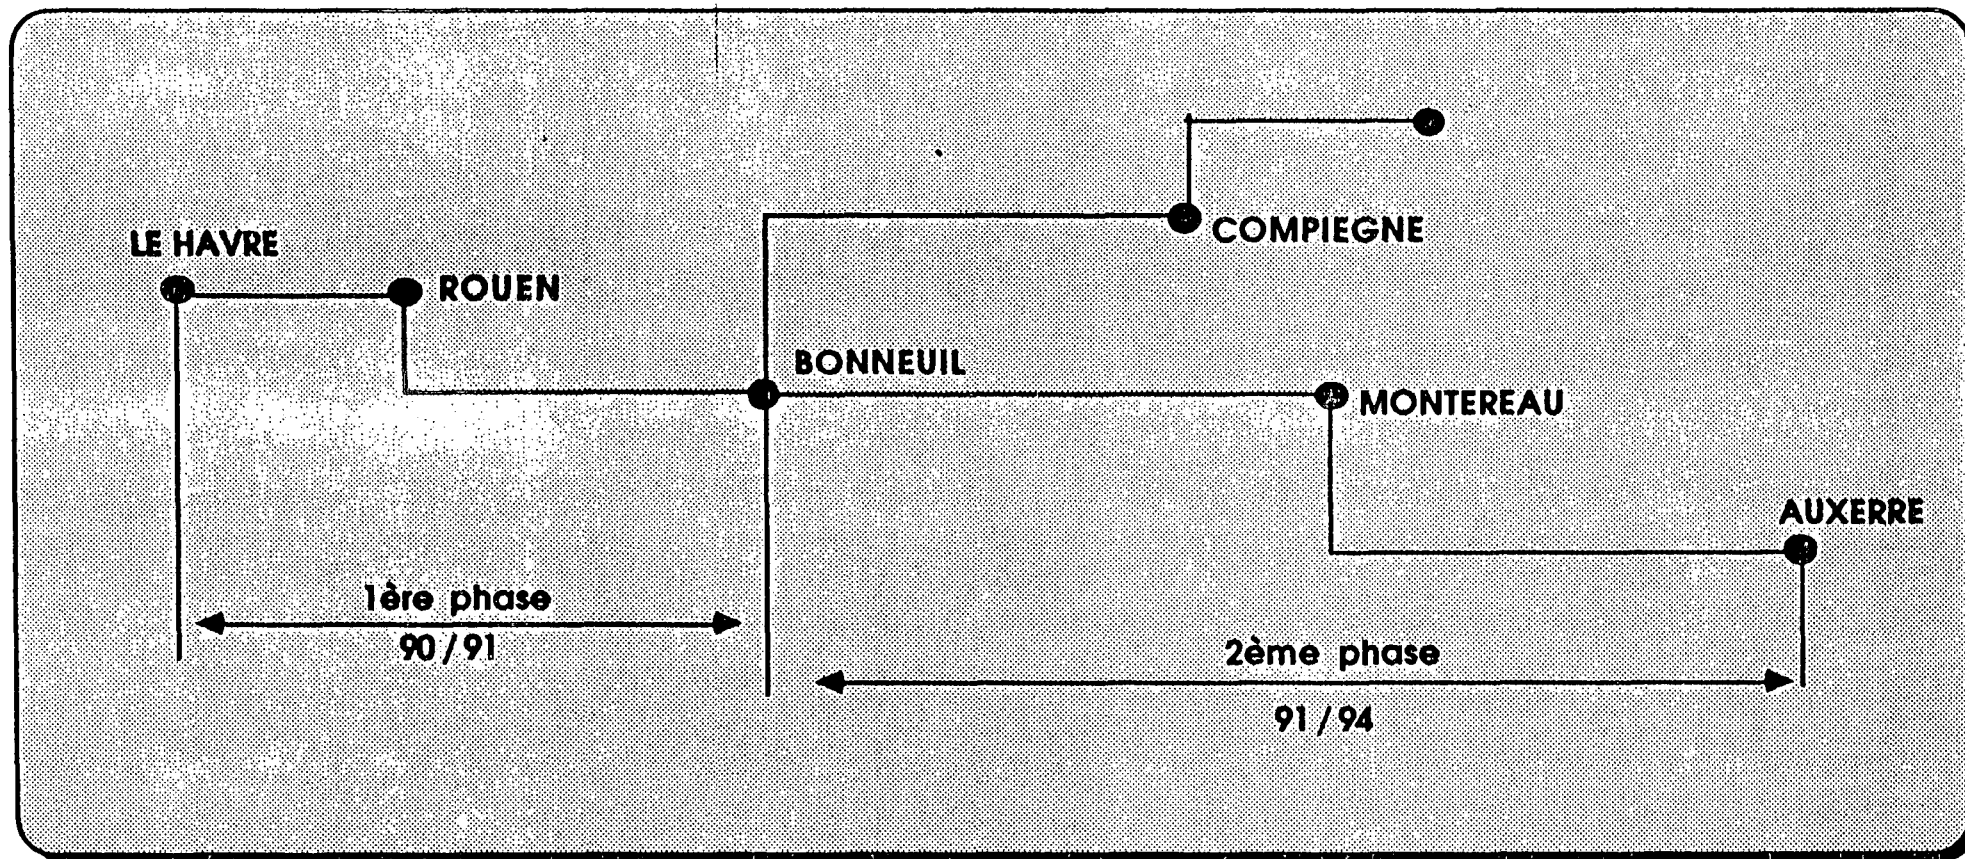 COMPIEGNE
LE HAVRE
ROUEN
BONNEUIL
MONTEREAU
AUXERRE
1ère phase
90/91
2ème phase
91/94